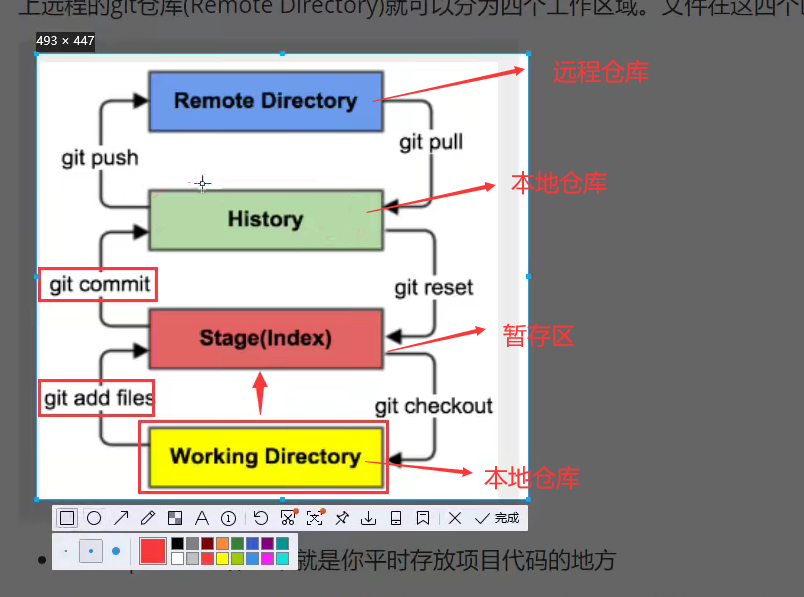 上远程的git仓库(Remote Directory)就可以分为四个工作区域。文件在这四个
493 × 447
Remote Directory
远程仓库
git push
git pull
本地仓库
History
git commit
git reset
Stage(Index)
暂存区
git add files
git checkout
Working Directory
本地仓库
完成
就是你平时存放项目代码的地方